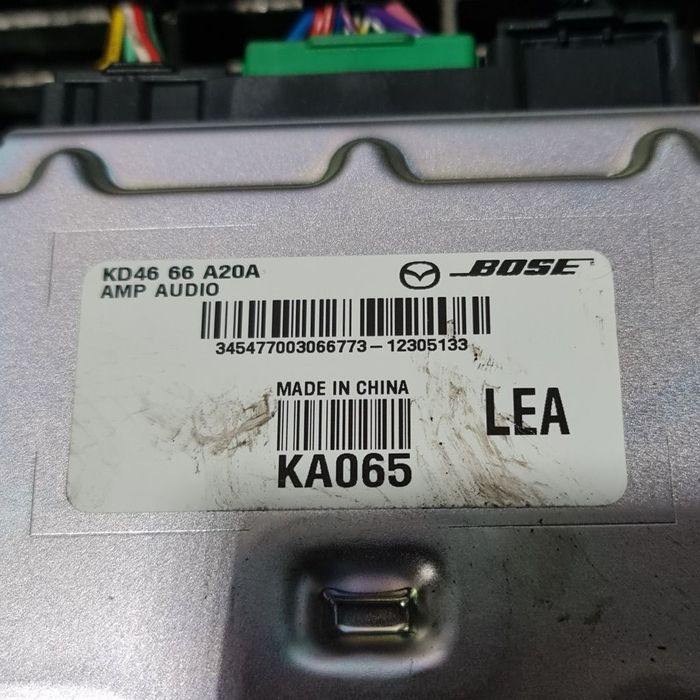 KD46 66 A20A
AMP AUDIO
BOSE
345477003066773-12305133
MADE IN CHINA
KA065
LEA